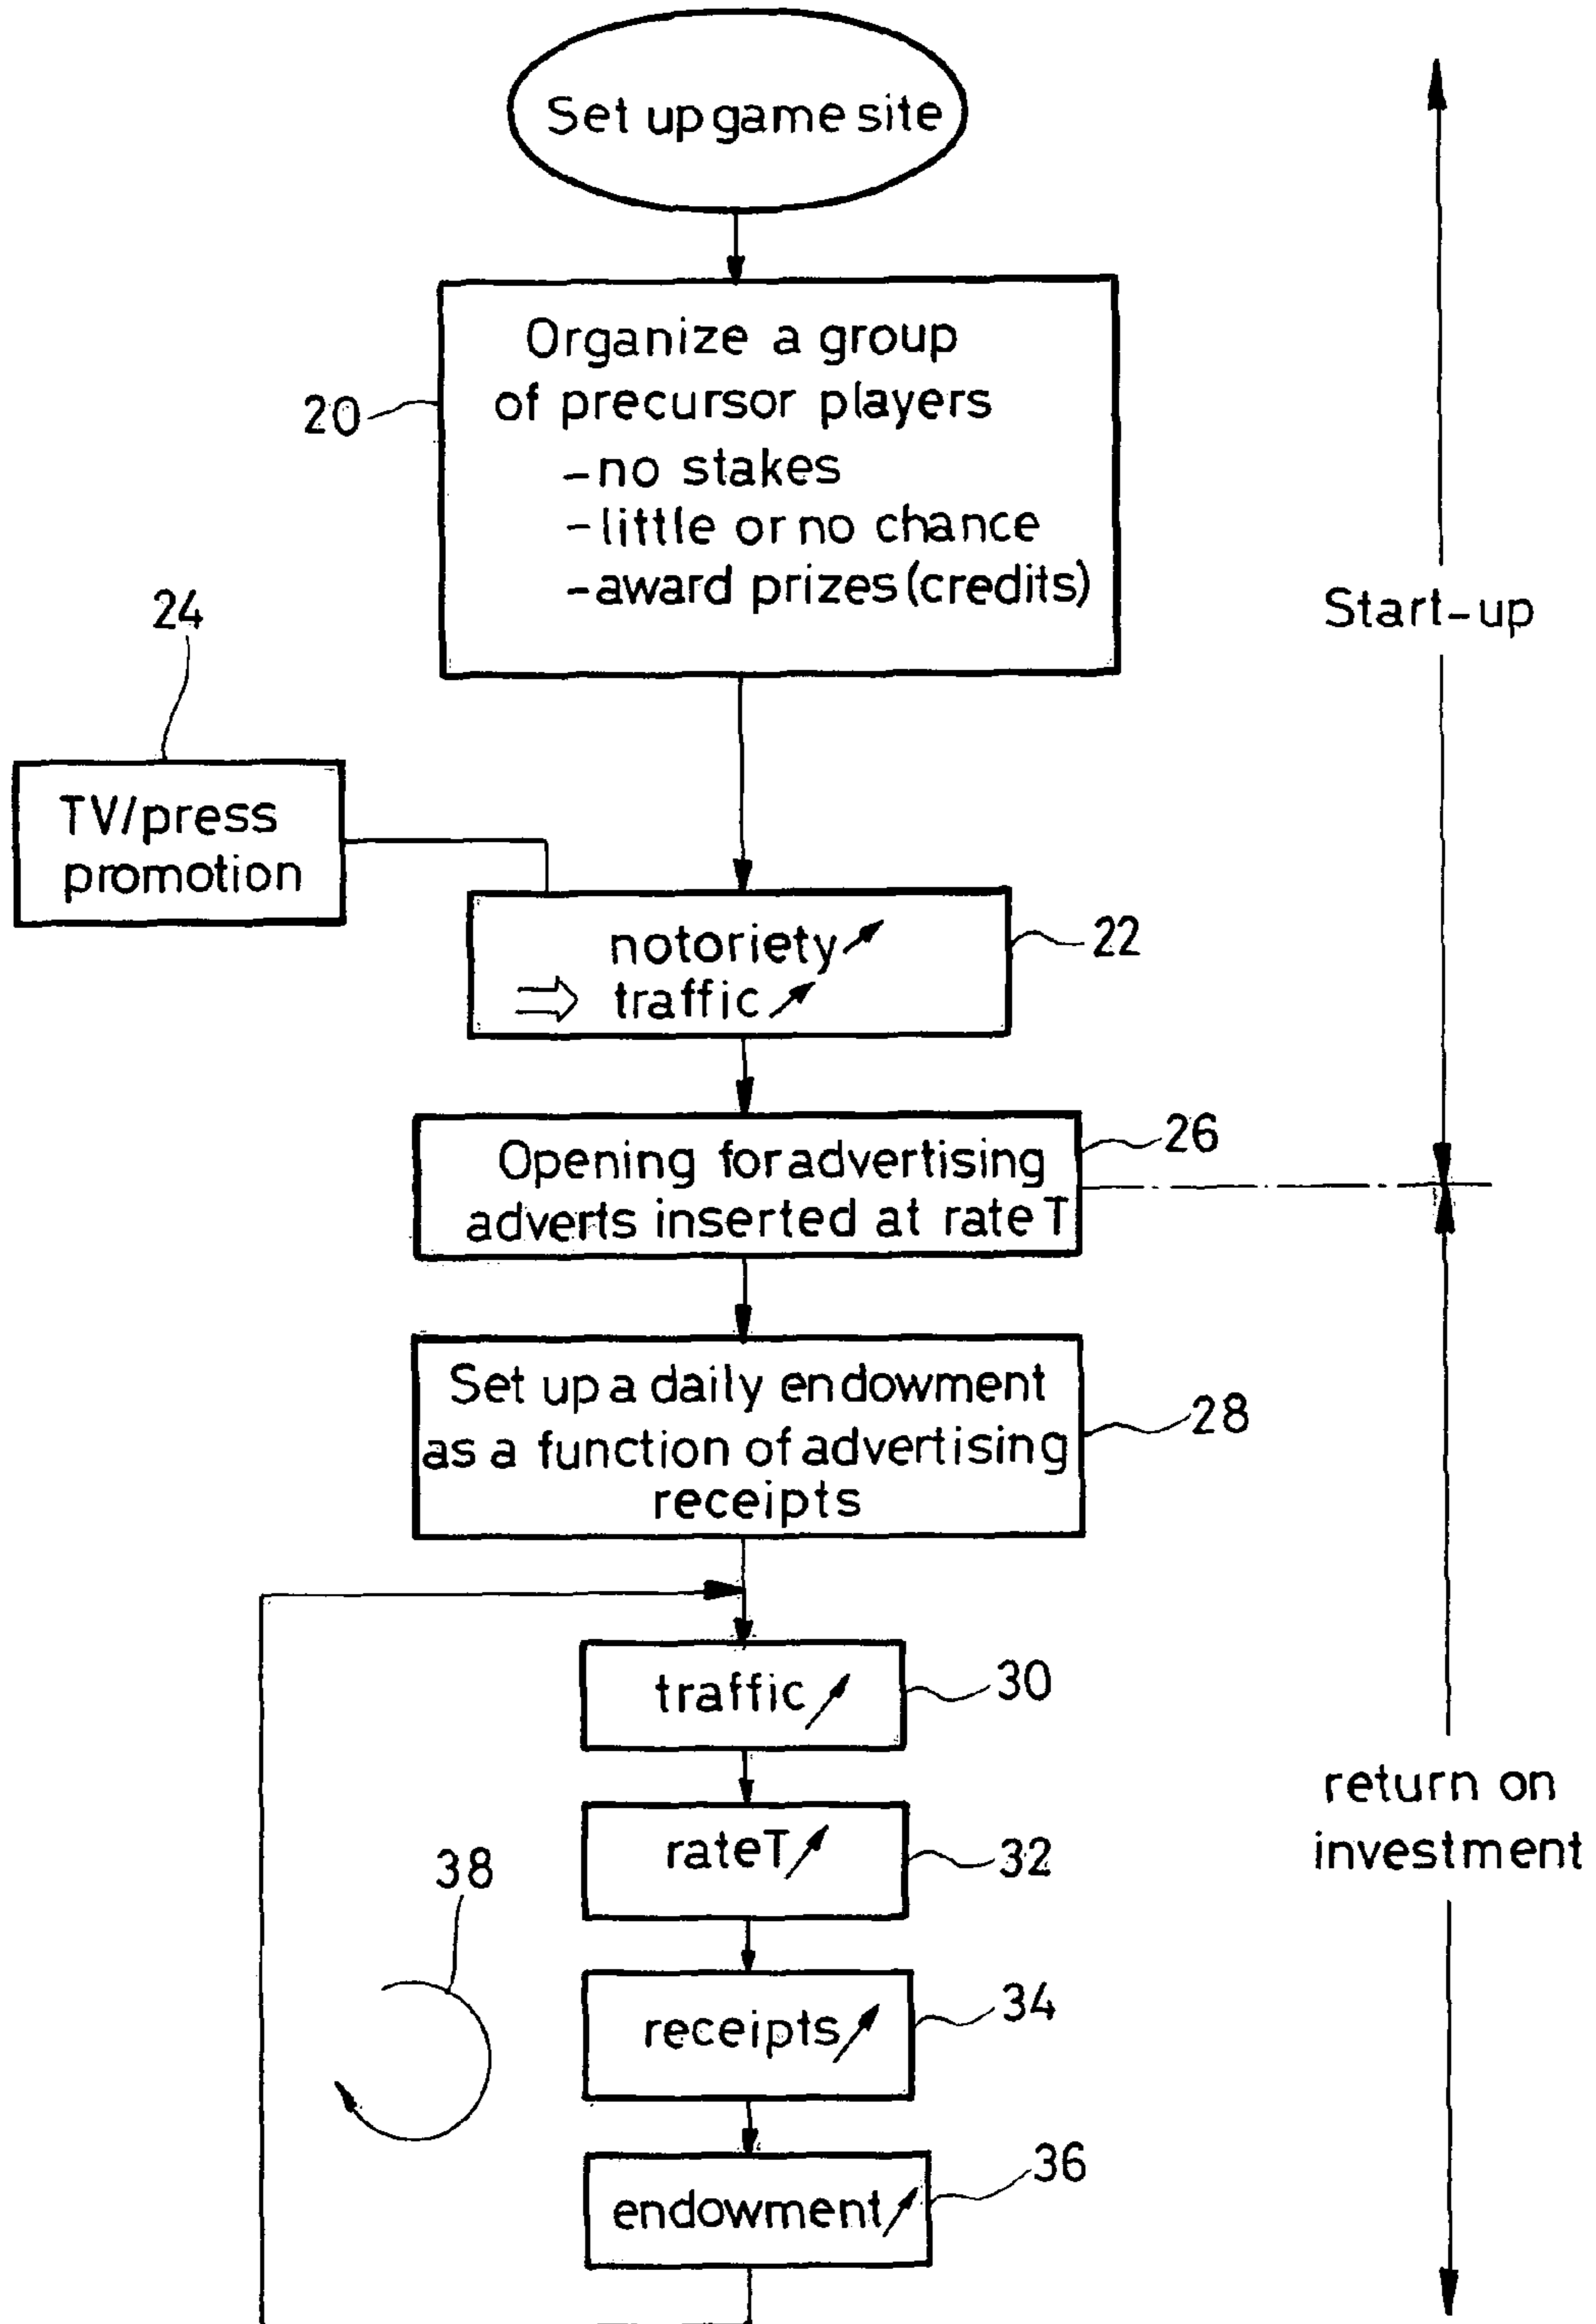 Set up game site
Organize a group
of precursor players
-no stakes
-little or no chance
-award prizes (credits)
20
Start-up
24
TV/press
promotion
notoriety
traffic
22
Opening for advertising
adverts inserted at rate T
26
Set up a daily endowment
as a function of advertising
receipts
28
traffic
30
rate T
32
return on
investment
38
receipts
34
endowment
36